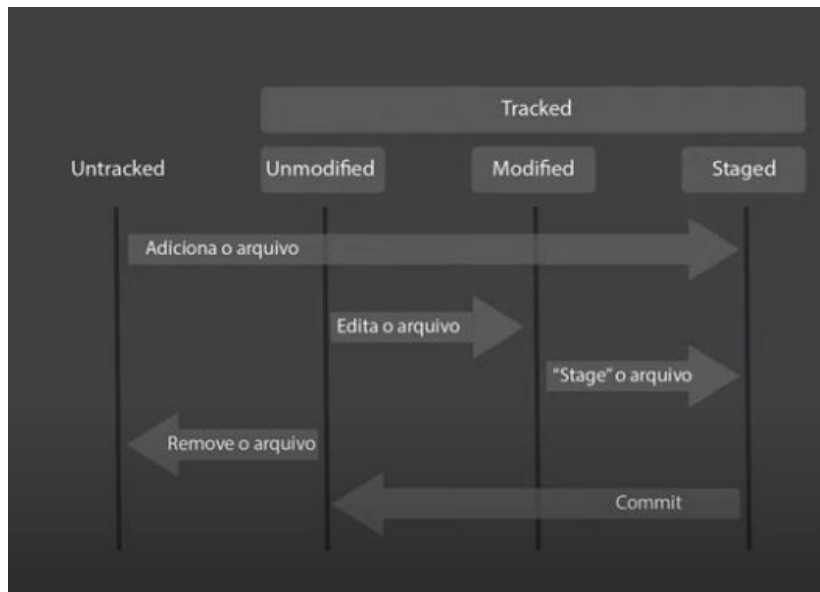 Tracked
Untracked
Unmodified
Modified
Staged
Adiciona o arquivo
Edita o arquivo
"Stage" o arquivo
Remove o arquivo
Commit